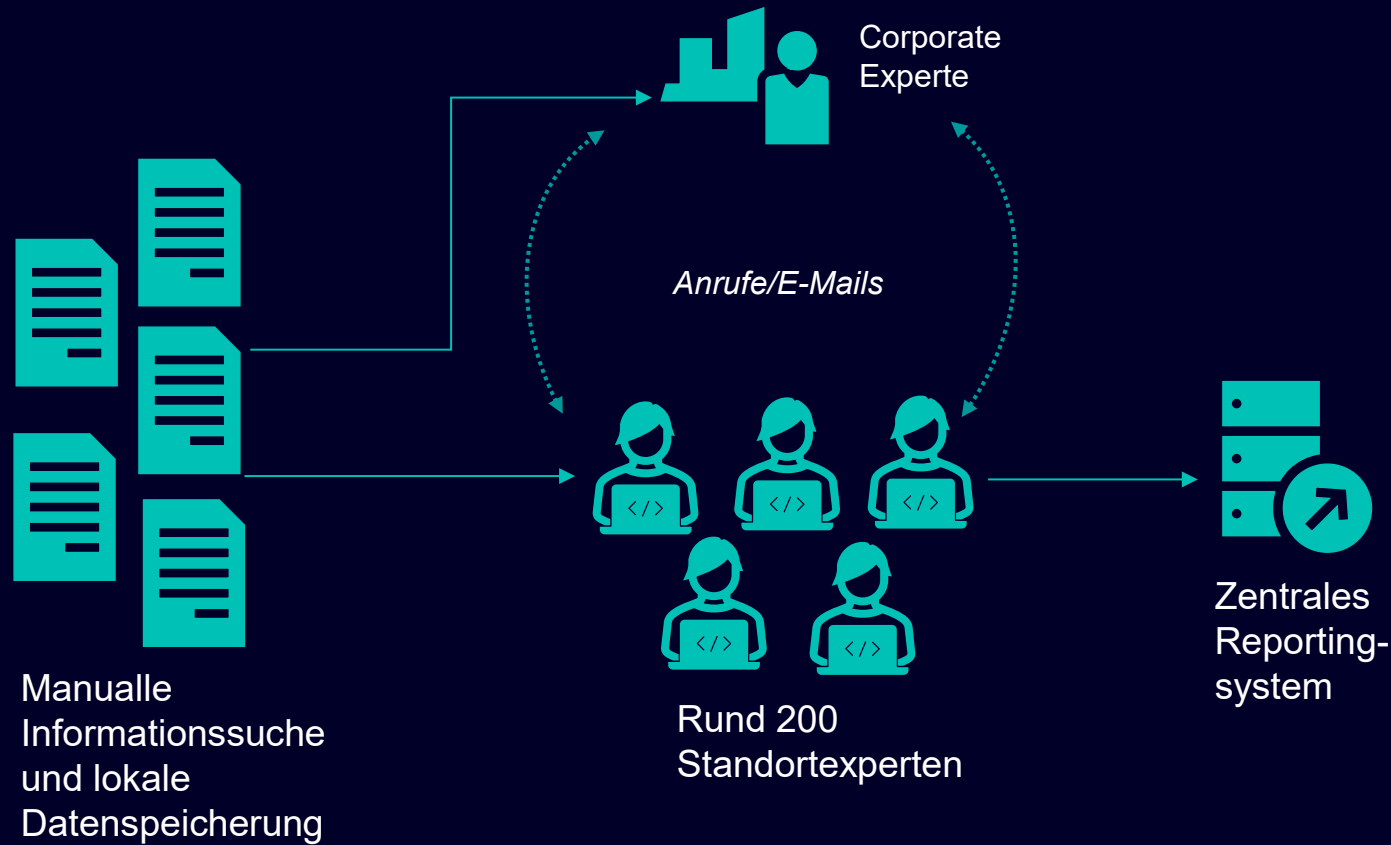 Corporate
Experte
Anrufe/E-Mails
</>
</>
</>
</>
</>
Zentrales
Reporting-
system
Manualle
Informationssuche
und lokale
Datenspeicherung
Rund 200
Standortexperten